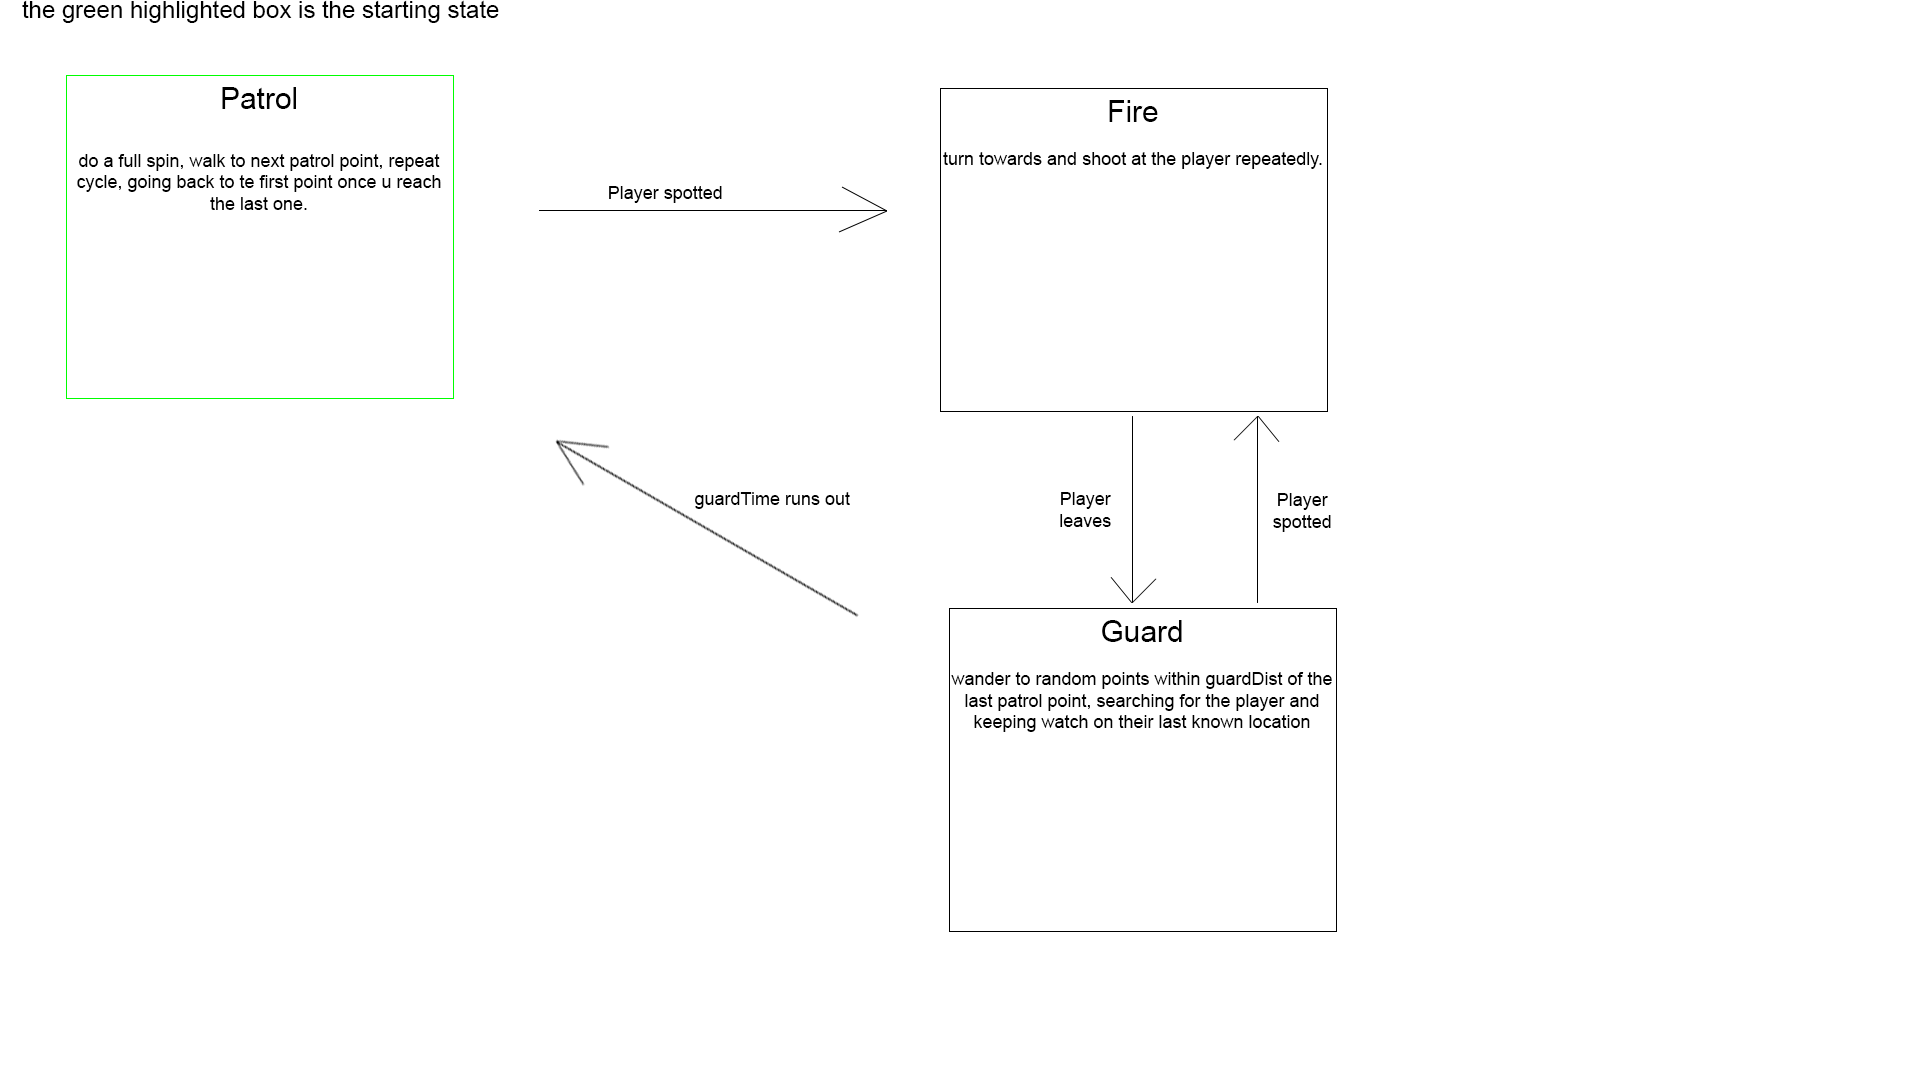 the green highlighted box is the starting state
Patrol
do a full spin, walk to next patrol point, repeat
cycle, going back to te first point once u reach
the last one.
Player spotted
Fire
turn towards and shoot at the player repeatedly.
guardTime runs out
Player
leaves
Player
spotted
Guard
wander to random points within guardDist of the
last patrol point, searching for the player and
keeping watch on their last known location